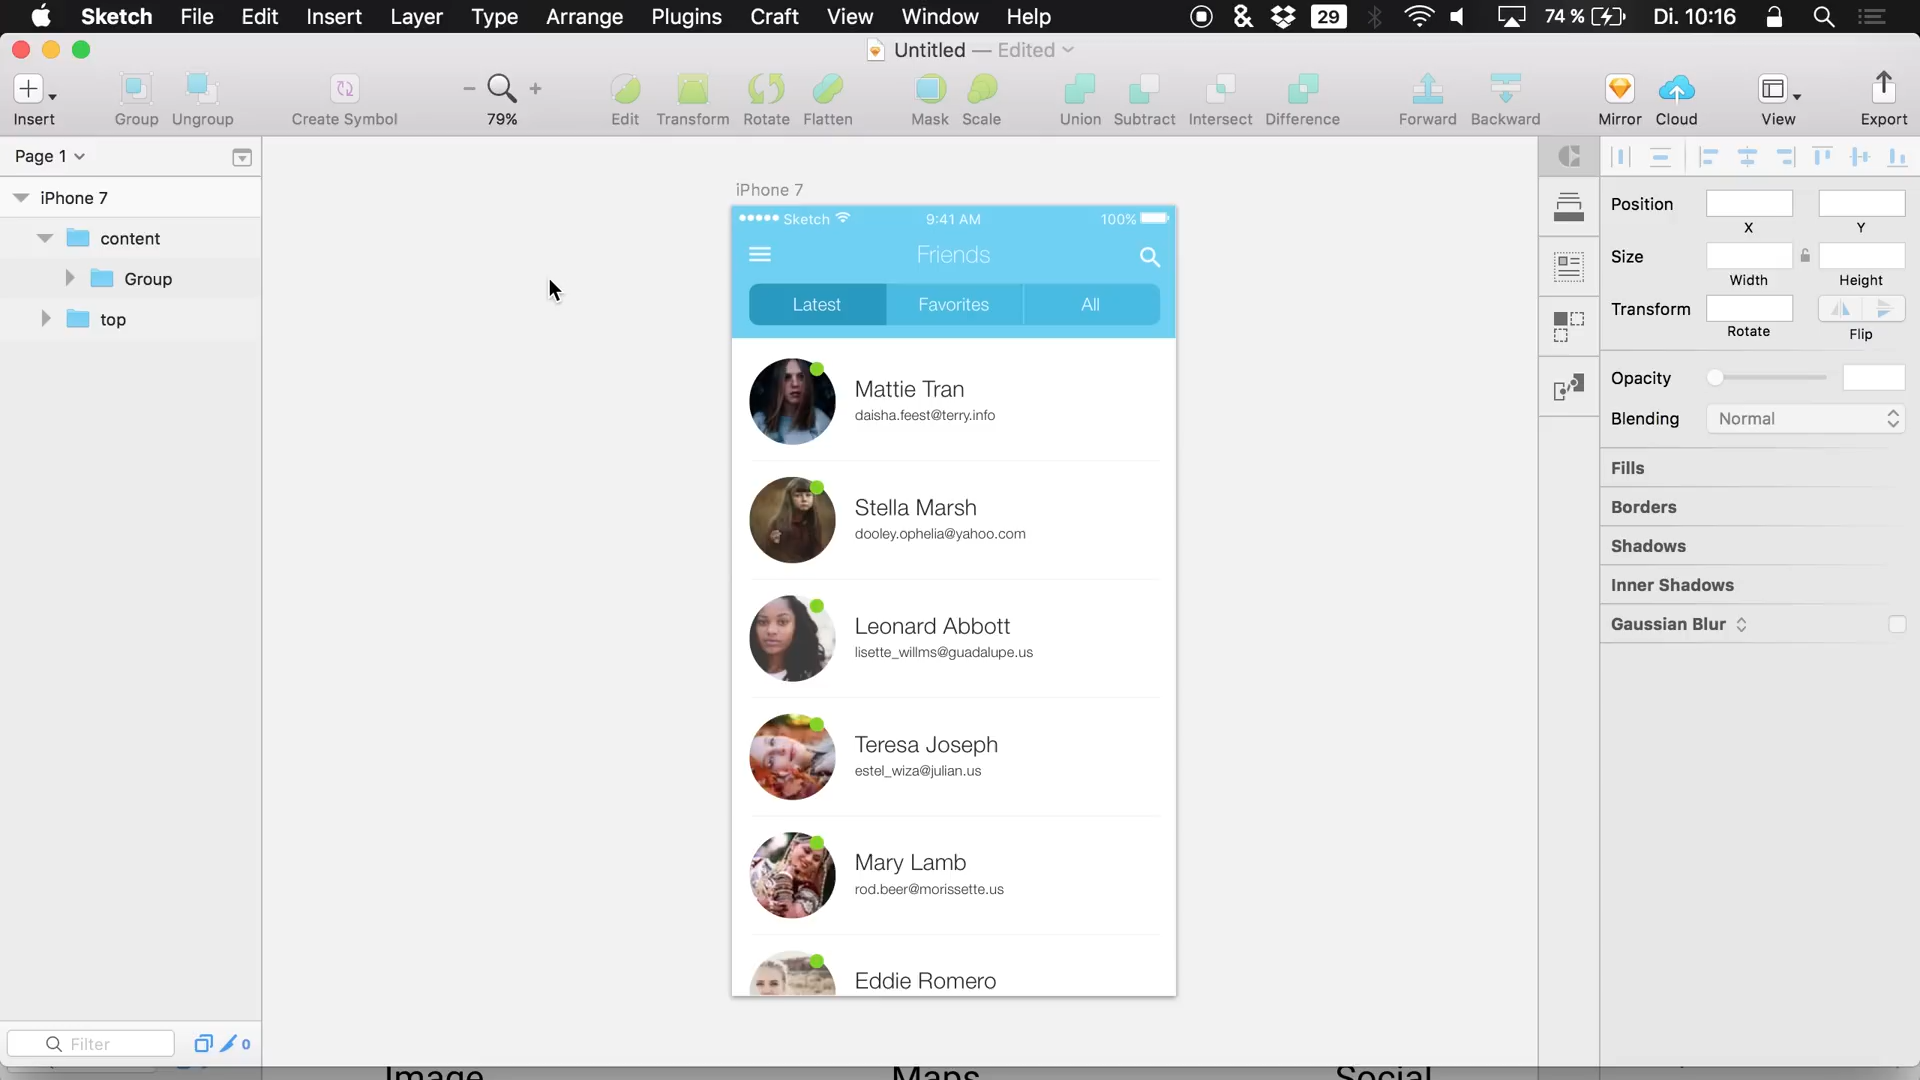 Sketch File Edit Insert Layer Type Arrange Plugins Craft View Window Help 29 74 % Di. 10:16
Untitled — Edited
Insert Group Ungroup Create Symbol 79% Edit Transform Rotate Flatten Mask Scale Union Subtract Intersect Difference Forward Backward Mirror Cloud View Export
Page 1
iPhone 7
content
Group
top
Filter
0
iPhone 7
Sketch 9:41 AM 100%
Friends
Latest Favorites All
Mattie Tran
daisha.feest@terry.info
Stella Marsh
dooley.ophelia@yahoo.com
Leonard Abbott
lisette_willms@guadalupe.us
Teresa Joseph
estel_wiza@julian.us
Mary Lamb
rod.beer@morissette.us
Eddie Romero
Position
X Y
Size
Width Height
Transform
Rotate Flip
Opacity
Blending Normal
Fills
Borders
Shadows
Inner Shadows
Gaussian Blur
Image Maps Social